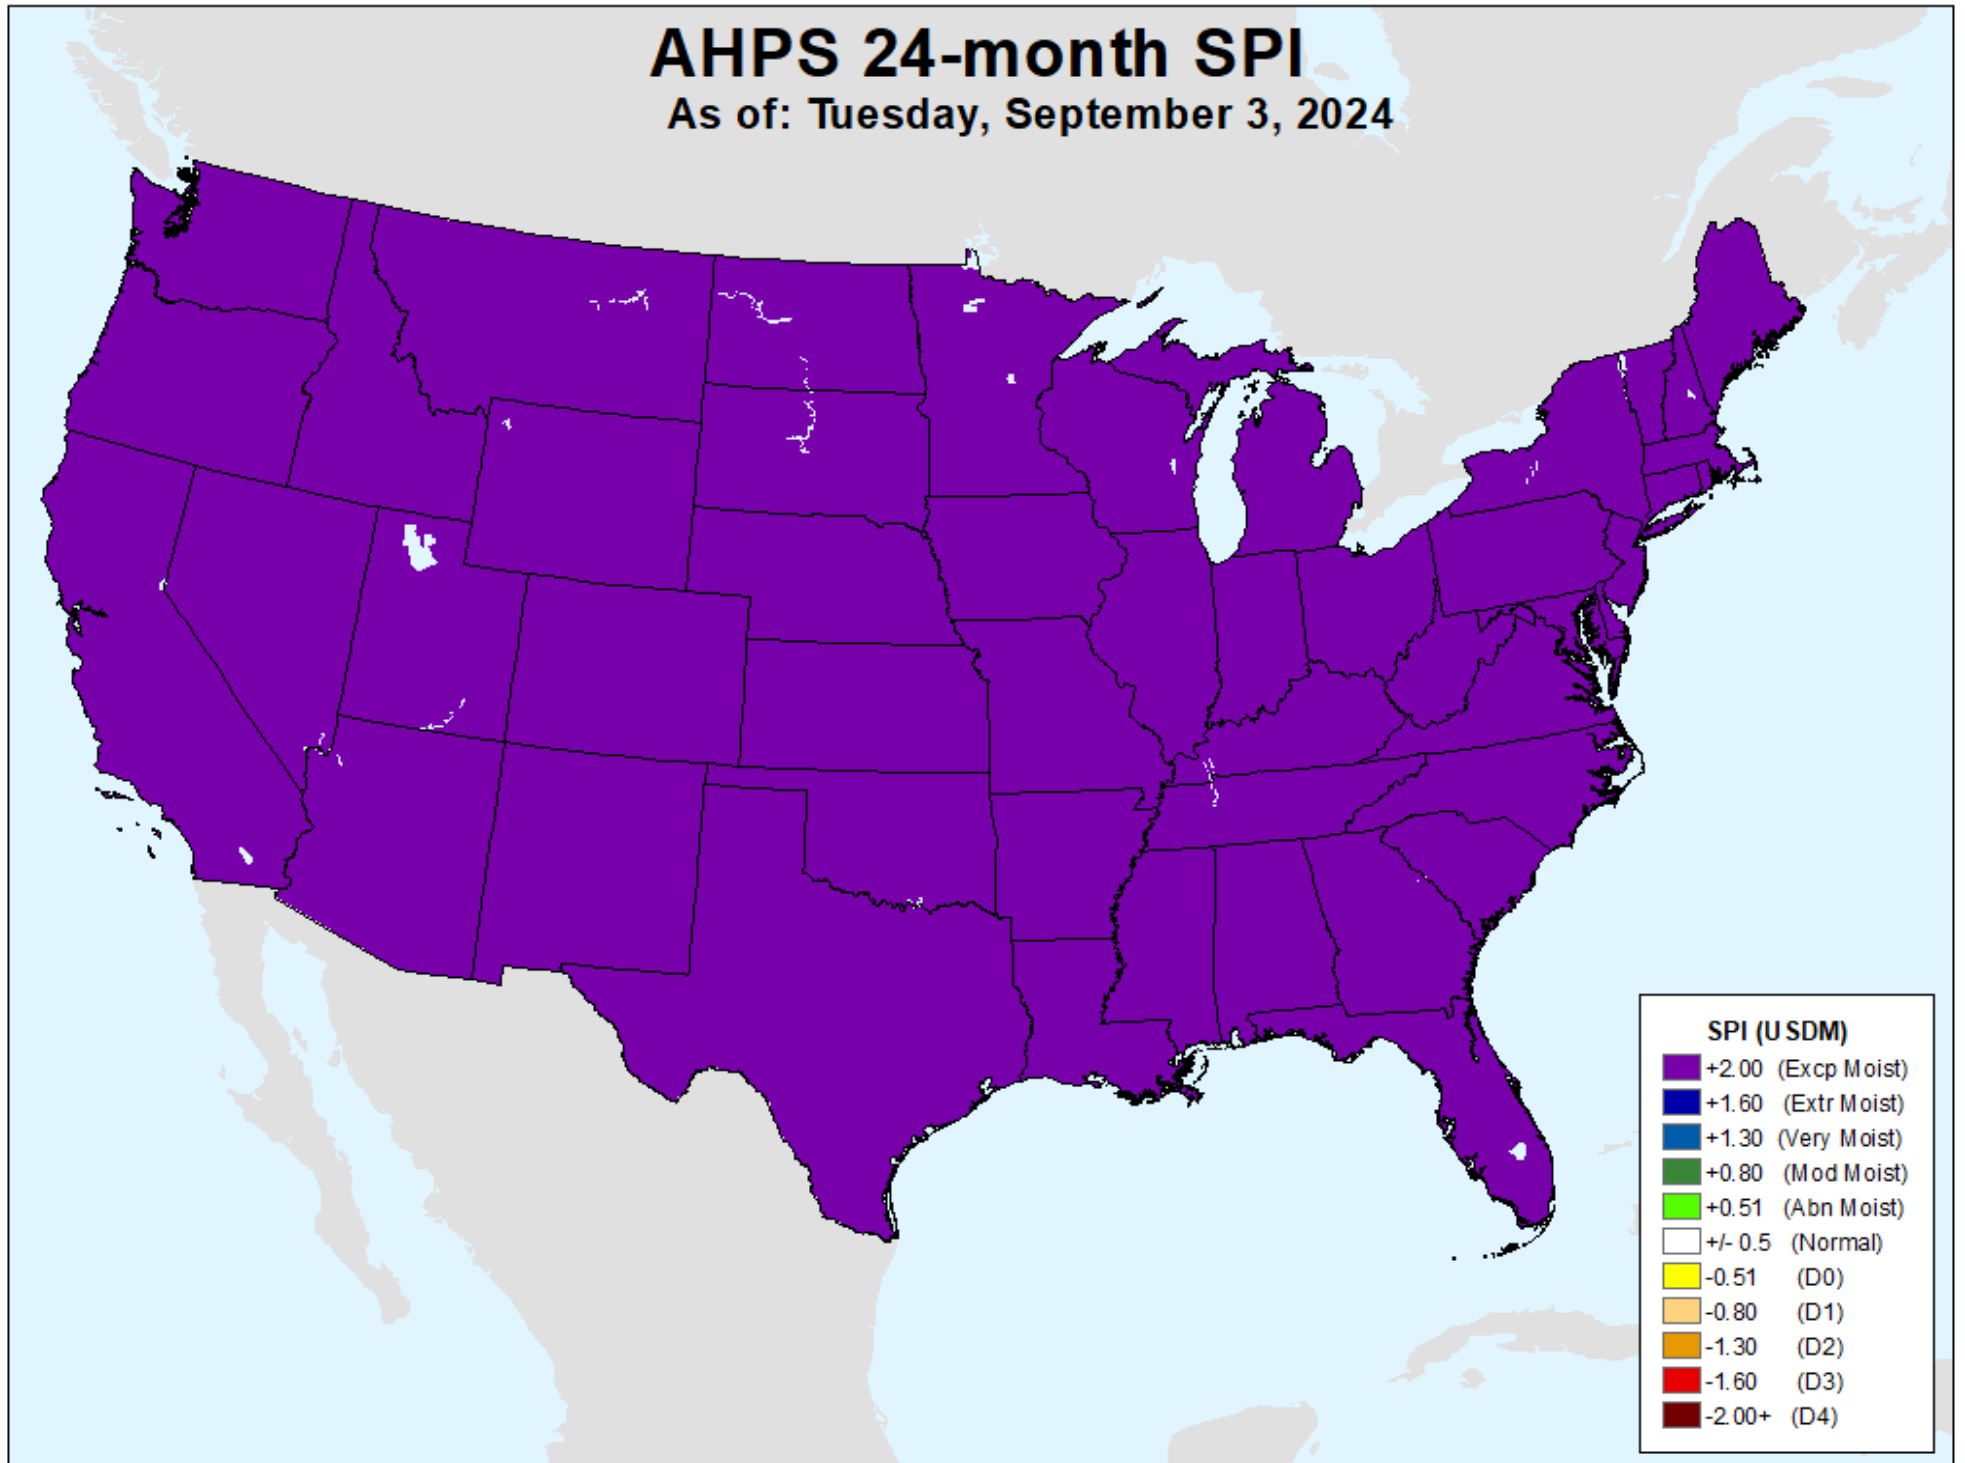 AHPS 24-month SPI
As of: Tuesday, September 3, 2024
SPI (USDM)
+2.00 (Excp Moist)
+1.60 (Extr Moist)
+1.30 (Very Moist)
+0.80 (Mod Moist)
+0.51 (Abn Moist)
+/- 0.5 (Normal)
-0.51 (D0)
-0.80 (D1)
-1.30 (D2)
-1.60 (D3)
-2.00+ (D4)